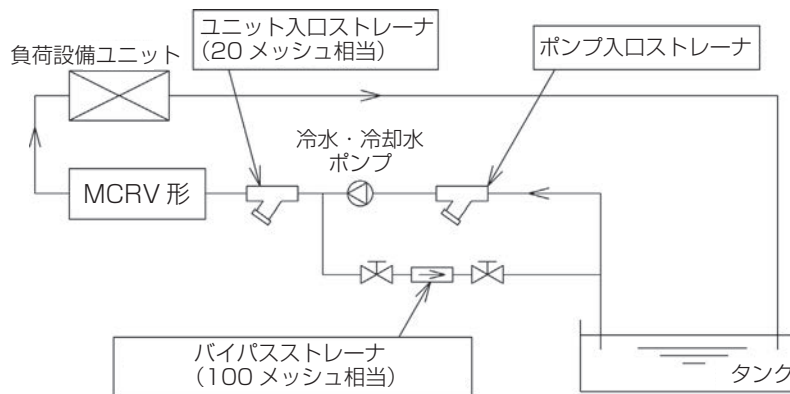 ユニット入口ストレーナ
(20 メッシュ相当)
ポンプ入口ストレーナ
負荷設備ユニット
冷水・冷却水
ポンプ
MCRV 形
バイパスストレーナ
(100 メッシュ相当)
タンク